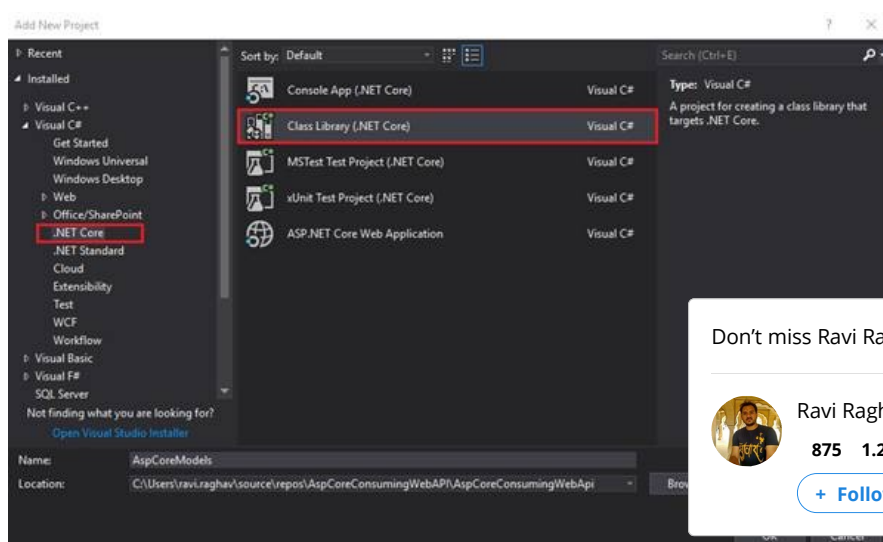 Add New Project ? ×
Recent
Installed
Visual C++
Visual C#
Get Started
Windows Universal
Windows Desktop
Web
Office/SharePoint
.NET Core
.NET Standard
Cloud
Extensibility
Test
WCF
Workflow
Visual Basic
Visual F#
SQL Server
Not finding what you are looking for?
Open Visual Studio Installer
Sort by: Default
Console App (.NET Core) Visual C#
Class Library (.NET Core) Visual C#
MSTest Test Project (.NET Core) Visual C#
xUnit Test Project (.NET Core) Visual C#
ASP.NET Core Web Application Visual C#
Search (Ctrl+E)
Type: Visual C#
A project for creating a class library that
targets .NET Core.
Name: AspCoreModels
Location: C:\Users\ravi.raghav\source\repos\AspCoreConsumingWebAPI\AspCoreConsumingWebApi Brow
Don’t miss Ravi Ra
Ravi Ragh
875 1.2
+ Follo
OK Cancel